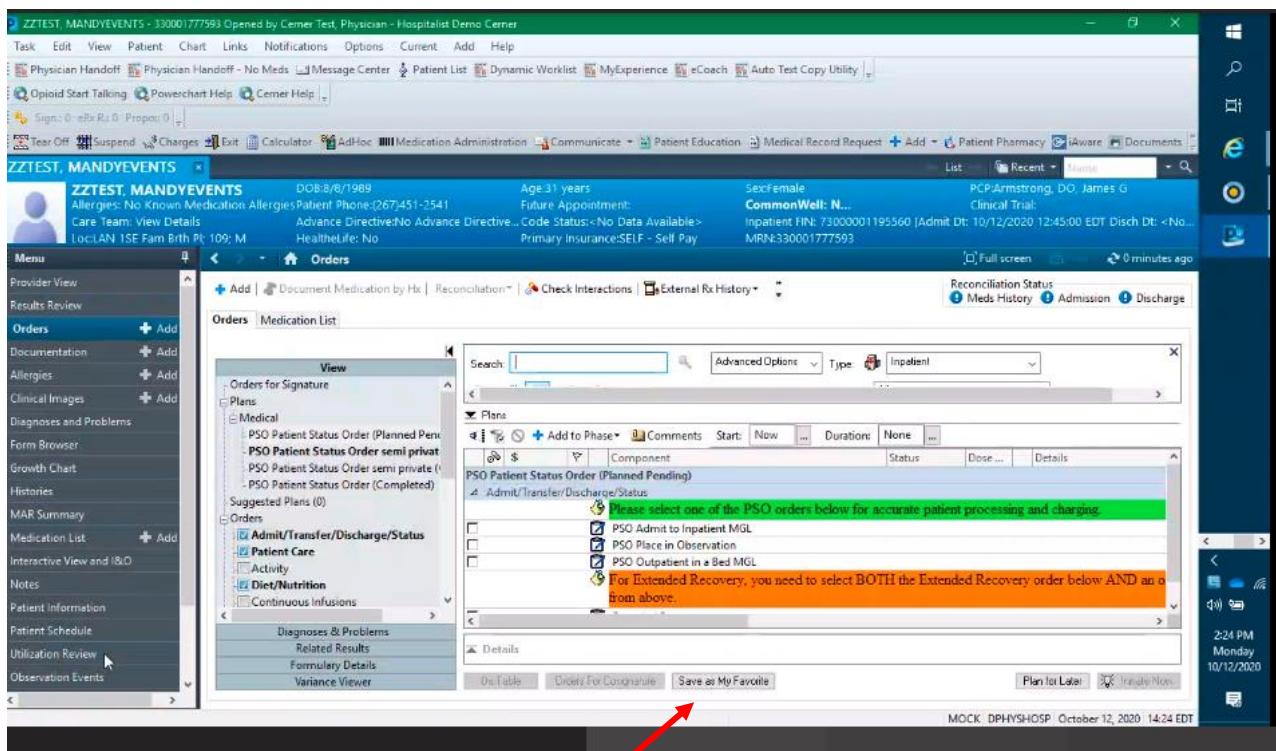 ZZTEST, MANDYEVENTS - 330001777593 Opened by Cerner Test, Physician - Hospitalist Demo Cerner
Task Edit View Patient Chart Links Notifications Options Current Add Help
Physician Handoff Physician Handoff - No Meds Message Center Patient List Dynamic Worklist MyExperience eCoach Auto Text Copy Utility
Opioid Start Talking Powerchart Help Cerner Help
Sign: 0
Tear Off Suspend Charges Exit Calculator AdHoc Medication Administration Communicate Patient Education Medical Record Request Add Patient Pharmacy iAware Documents
ZZTEST, MANDYEVENTS List Recent Name
ZZTEST, MANDYEVENTS DOB:8/8/1989 Age:31 years Sex:Female PCP:Armstrong, DO, James G
Allergies: No Known Medication Allergies Patient Phone:(267)451-2541 Future Appointment: CommonWell: N... Clinical Trial:
Care Team: View Details Advance Directive:No Advance Directive... Code Status:<No Data Available> Inpatient FIN: 73000001195560 [Admit Dt: 10/12/2020 12:45:00 EDT Disch Dt: <No...
Loc:LAN 1SE Fam Brth Pl; 109; M HealtheLife: No Primary Insurance:SELF - Self Pay MRN:330001777593
Menu Orders Full screen 0 minutes ago
Provider View
Results Review
Orders Add
Documentation Add
Allergies Add
Clinical Images Add
Diagnoses and Problems
Form Browser
Growth Chart
Histories
MAR Summary
Medication List Add
Interactive View and I&O
Notes
Patient Information
Patient Schedule
Utilization Review
Observation Events
Add Document Medication by Hx Reconciliation Check Interactions External Rx History
Reconciliation Status
Meds History Admission Discharge
Orders Medication List
View
Orders for Signature
Plans
Medical
PSO Patient Status Order (Planned Pend
PSO Patient Status Order semi privat
PSO Patient Status Order semi private (
PSO Patient Status Order (Completed)
Suggested Plans (0)
Orders
Admit/Transfer/Discharge/Status
Patient Care
Activity
Diet/Nutrition
Continuous Infusions
Diagnoses & Problems
Related Results
Formulary Details
Variance Viewer
Search: Advanced Options Type: Inpatient
Plans
Add to Phase Comments Start: Now ... Duration: None ...
$ Component Status Dose ... Details
PSO Patient Status Order (Planned Pending)
Admit/Transfer/Discharge/Status
Please select one of the PSO orders below for accurate patient processing and charging.
PSO Admit to Inpatient MGL
PSO Place in Observation
PSO Outpatient in a Bed MGL
For Extended Recovery, you need to select BOTH the Extended Recovery order below AND an o
from above.
Details
Dx Table Orders For Cosignature Save as My Favorite Plan for Later Initiate Now
MOCK DPHYSHOSP October 12, 2020 14:24 EDT
2:24 PM
Monday
10/12/2020